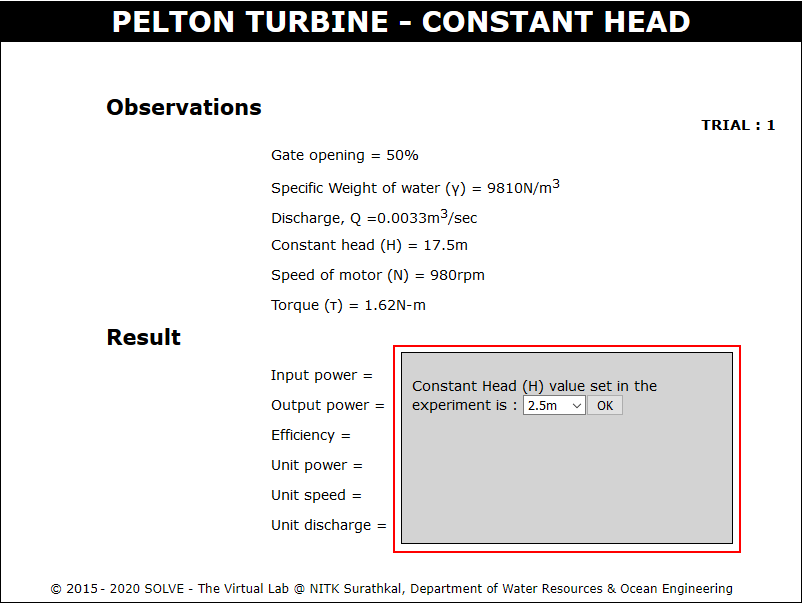 PELTON TURBINE - CONSTANT HEAD
Observations
TRIAL : 1
Gate opening = 50%
Specific Weight of water (γ) = 9810N/m3
Discharge, Q =0.0033m3/sec
Constant head (H) = 17.5m
Speed of motor (N) = 980rpm
Torque (τ) = 1.62N-m
Result
Input power =
Output power =
Efficiency =
Unit power =
Unit speed =
Unit discharge =
Constant Head (H) value set in the
experiment is : 2.5m OK
© 2015 - 2020 SOLVE - The Virtual Lab @ NITK Surathkal, Department of Water Resources & Ocean Engineering